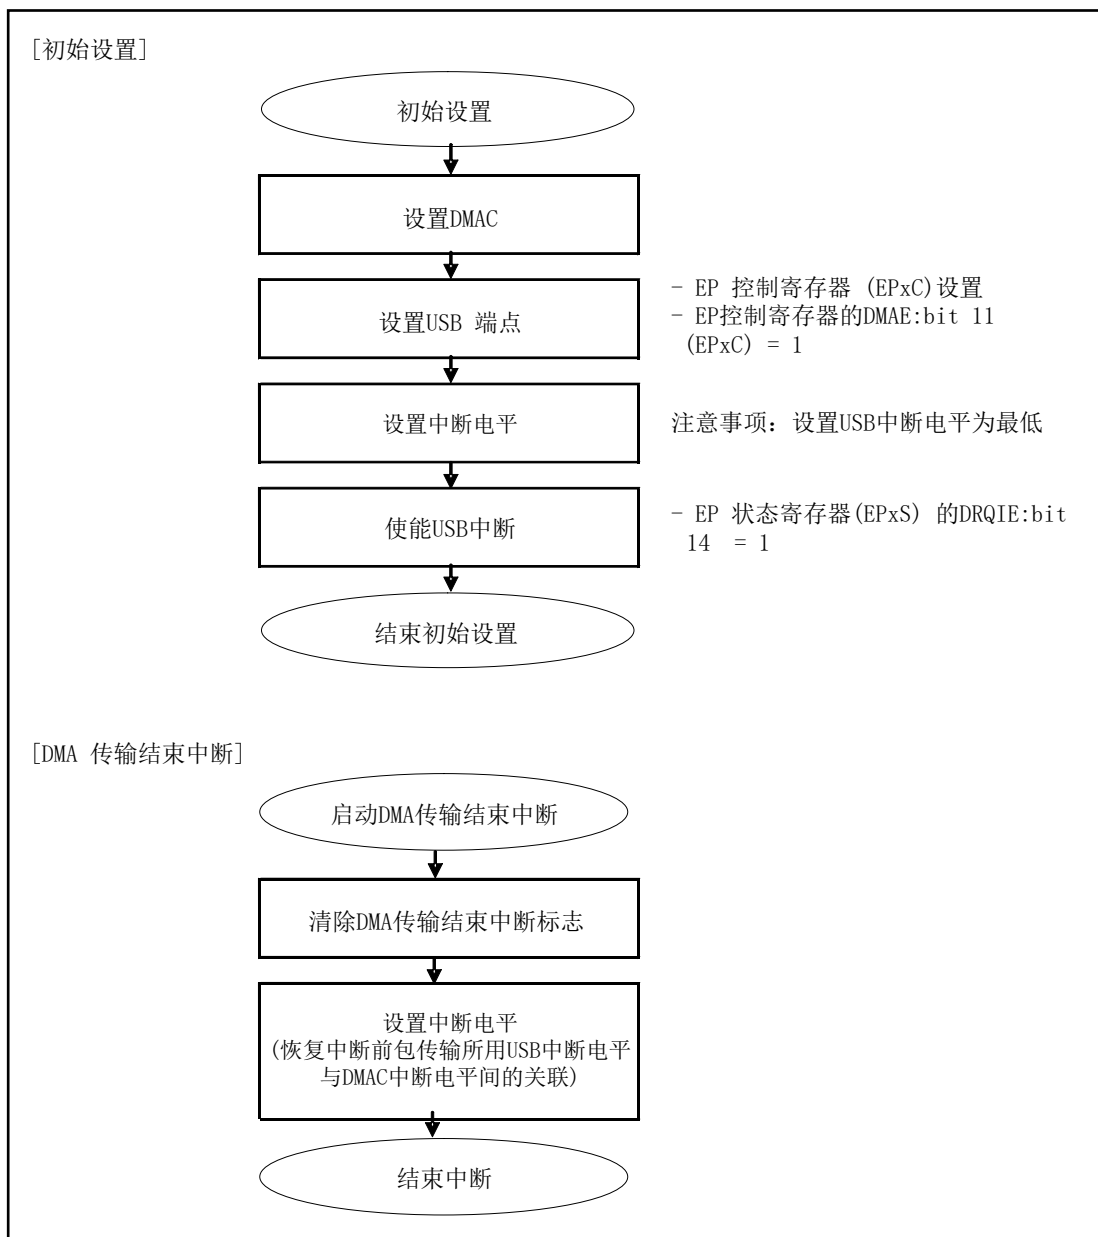 [初始设置]
初始设置
设置DMAC
设置USB 端点
- EP 控制寄存器 (EPxC)设置
- EP控制寄存器的DMAE:bit 11
(EPxC) = 1
设置中断电平
注意事项: 设置USB中断电平为最低
使能USB中断
- EP 状态寄存器(EPxS) 的DRQIE:bit
14 = 1
结束初始设置
[DMA 传输结束中断]
启动DMA传输结束中断
清除DMA传输结束中断标志
设置中断电平
(恢复中断前包传输所用USB中断电平
与DMAC中断电平间的关联)
结束中断